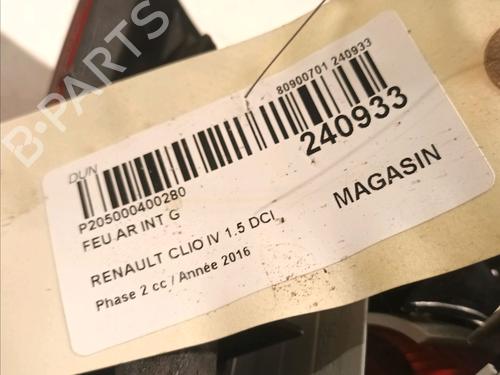 B-PARTS
DUN
80900701 240933
240933
P205000400280
FEU AR INT G
MAGASIN
RENAULT CLIO IV 1.5 DCI
Phase 2 cc / Année 2016